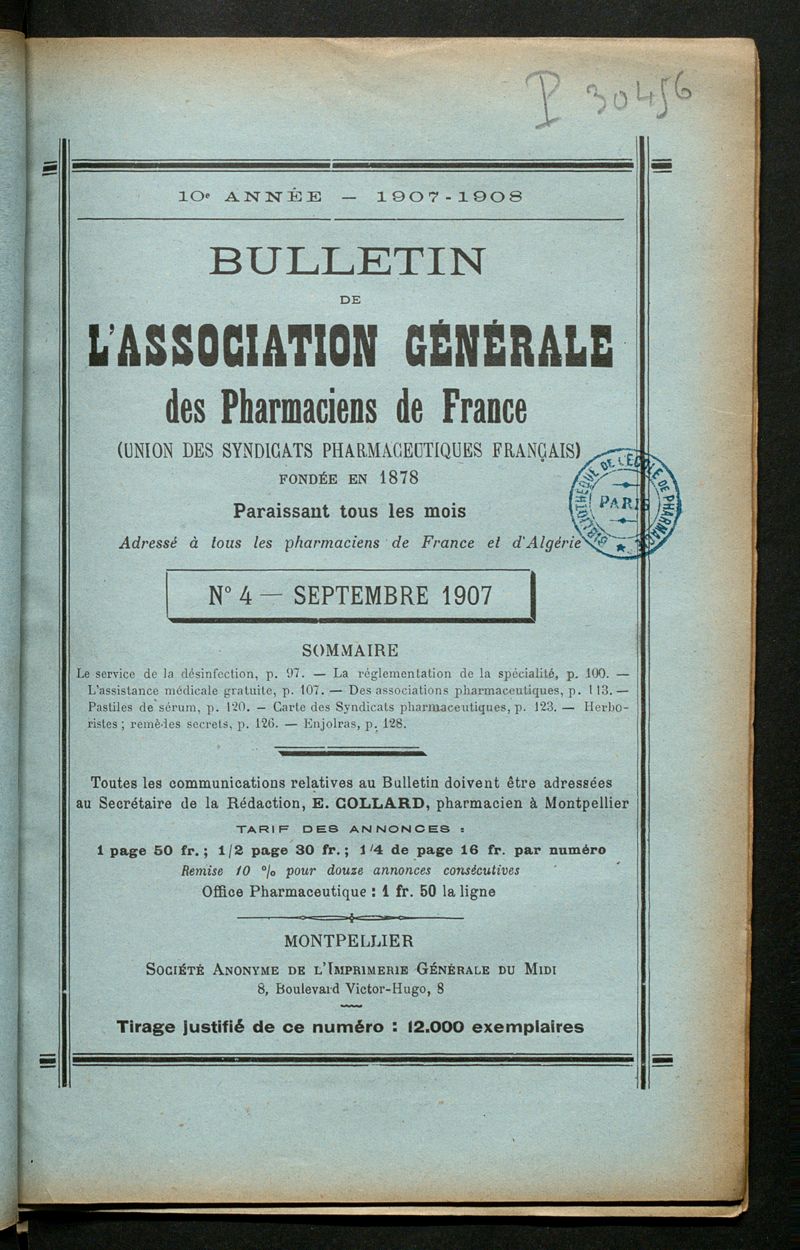 P 30456
10e ANNÉE — 1907-1908
BULLETIN
DE
L'ASSOCIATION GÉNÉRALE
des Pharmaciens de France
(UNION DES SYNDICATS PHARMACEUTIQUES FRANÇAIS)
FONDÉE EN 1878
Paraissant tous les mois
Adressé à tous les pharmaciens de France et d'Algérie
BIBLIOTHÈQUE DE L'ÉCOLE DE PHARMACIE
PARIS
N° 4 — SEPTEMBRE 1907
SOMMAIRE
Le service de la désinfection, p. 97. — La réglementation de la spécialité, p. 100. —
L'assistance médicale gratuite, p. 107. — Des associations pharmaceutiques, p. 113. —
Pastiles de sérum, p. 120. — Carte des Syndicats pharmaceutiques, p. 123. — Herbo-
ristes ; remèdes secrets, p. 126. — Enjolras, p. 128.
Toutes les communications relatives au Bulletin doivent être adressées
au Secrétaire de la Rédaction, E. COLLARD, pharmacien à Montpellier
TARIF DES ANNONCES :
1 page 50 fr. ; 1/2 page 30 fr. ; 1/4 de page 16 fr. par numéro
Remise 10 % pour douze annonces consécutives
Office Pharmaceutique : 1 fr. 50 la ligne
MONTPELLIER
SOCIÉTÉ ANONYME DE L'IMPRIMERIE GÉNÉRALE DU MIDI
8, Boulevard Victor-Hugo, 8
Tirage justifié de ce numéro : 12.000 exemplaires